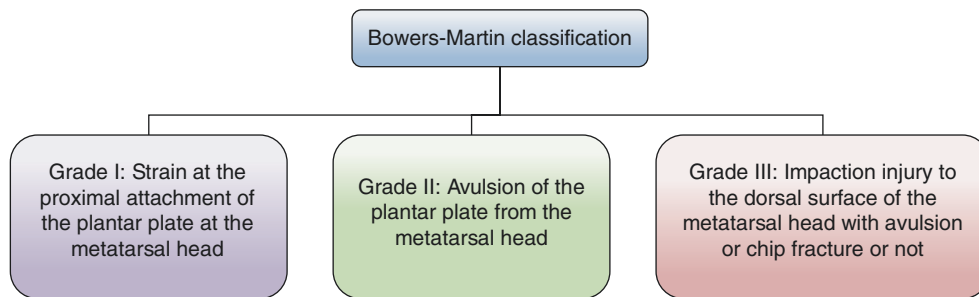 Bowers-Martin classification
Grade I: Strain at the
proximal attachment of
the plantar plate at the
metatarsal head
Grade II: Avulsion of the
plantar plate from the
metatarsal head
Grade III: Impaction injury to
the dorsal surface of the
metatarsal head with avulsion
or chip fracture or not